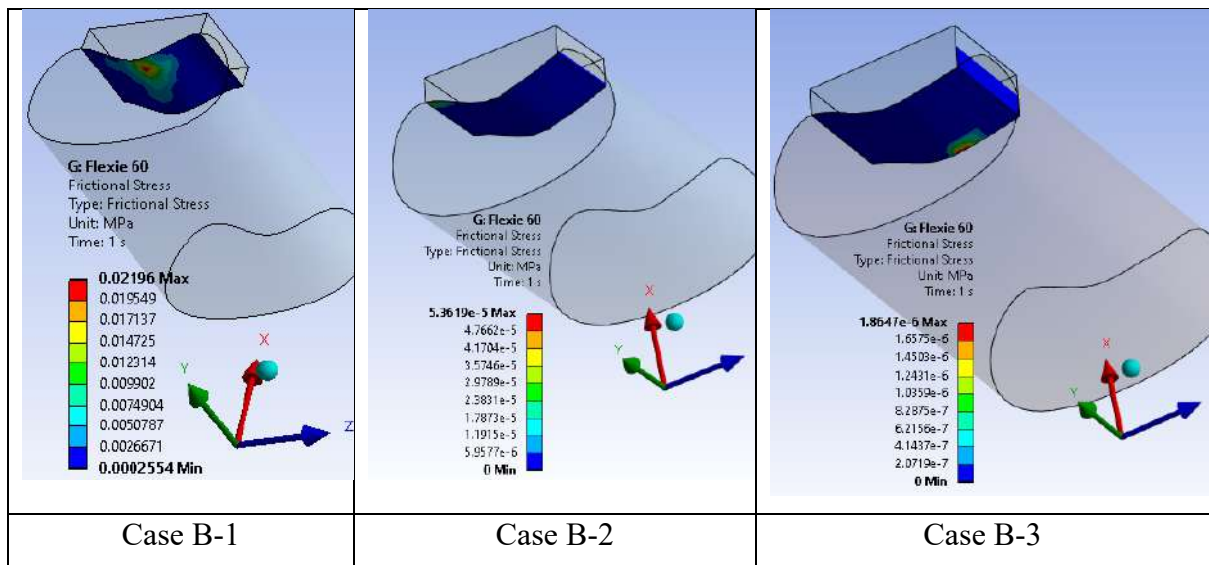 G: Flexie 60
Frictional Stress
Type: Frictional Stress
Unit: MPa
Time: 1 s
0.02196 Max
0.019549
0.017137
0.014725
0.012314
0.009902
0.0074904
0.0050787
0.0026671
0.0002554 Min
X
Y
Z
G: Flexie 60
Frictional Stress
Type: Frictional Stress
Unit: MPa
Time: 1 s
5.3619e-5 Max
4.7662e-5
4.1704e-5
3.5746e-5
2.9789e-5
2.3831e-5
1.7873e-5
1.1915e-5
5.9577e-6
0 Min
X
Y
G: Flexie 60
Frictional Stress
Type: Frictional Stress
Unit: MPa
Time: 1 s
1.8647e-6 Max
1.6575e-6
1.4503e-6
1.2431e-6
1.0359e-6
8.2875e-7
6.2156e-7
4.1437e-7
2.0719e-7
0 Min
X
Y
Case B-1
Case B-2
Case B-3